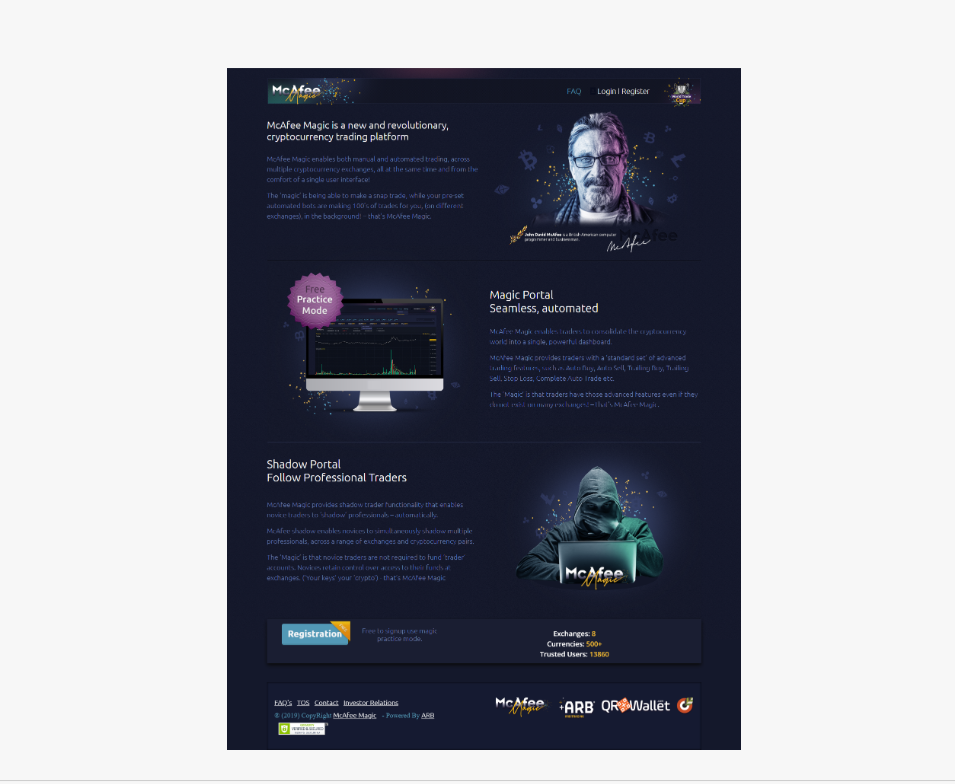 McAfee Magic
FAQ Login | Register
World Trade
Cup
McAfee Magic is a new and revolutionary,
cryptocurrency trading platform
McAfee Magic enables both manual and automated trading, across
multiple cryptocurrency exchanges, all at the same time and from the
comfort of a single user interface!
The 'magic' is being able to make a snap trade, while your pre-set
automated bots are making 100's of trades for you, (on different
exchanges), in the background! - that's McAfee Magic.
John David McAfee is a British-American computer
programmer and businessman.
McAfee
McAfee
Free
Practice
Mode
Magic Portal
Seamless, automated
McAfee Magic enables traders to consolidate the cryptocurrency
world into a single, powerful dashboard.
McAfee Magic provides traders with a 'standard set' of advanced
trading features, such as Auto Buy, Auto Sell, Trailing Buy, Trailing
Sell, Stop Loss, Complete Auto Trade etc.
The 'Magic' is that traders have those advanced features even if they
do not exist on many exchanges – that's McAfee Magic.
Shadow Portal
Follow Professional Traders
McAfee Magic provides shadow trader functionality that enables
novice traders to 'shadow' professionals – automatically.
McAfee shadow enables novices to simultaneously shadow multiple
professionals, across a range of exchanges and cryptocurrency pairs.
The 'Magic' is that novice traders are not required to fund 'trader'
accounts. Novices retain control over access to their funds at
exchanges. ('Your keys' your 'crypto') - that's McAfee Magic.
McAfee Magic
Registration
Free to signup use magic
practice mode.
Exchanges: 8
Currencies: 500+
Trusted Users: 13860
FAQ's TOS Contact Investor Relations
© (2019) CopyRight McAfee Magic - Powered By ARB
McAfee Magic ARB QR Wallet